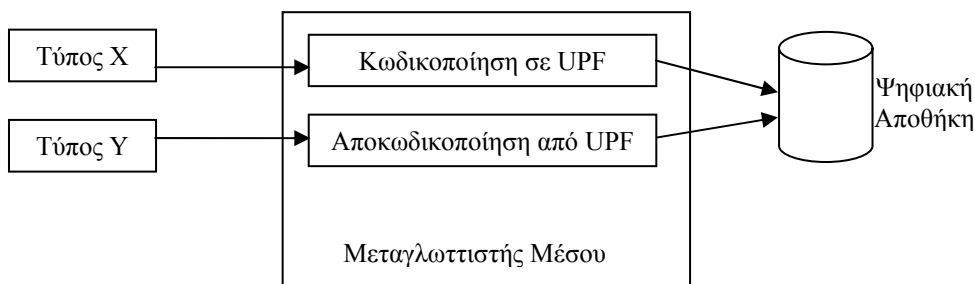 Τύπος X
Κωδικοποίηση σε UPF
Ψηφιακή
Αποθήκη
Τύπος Y
Αποκωδικοποίηση από UPF
Μεταγλωττιστής Μέσου